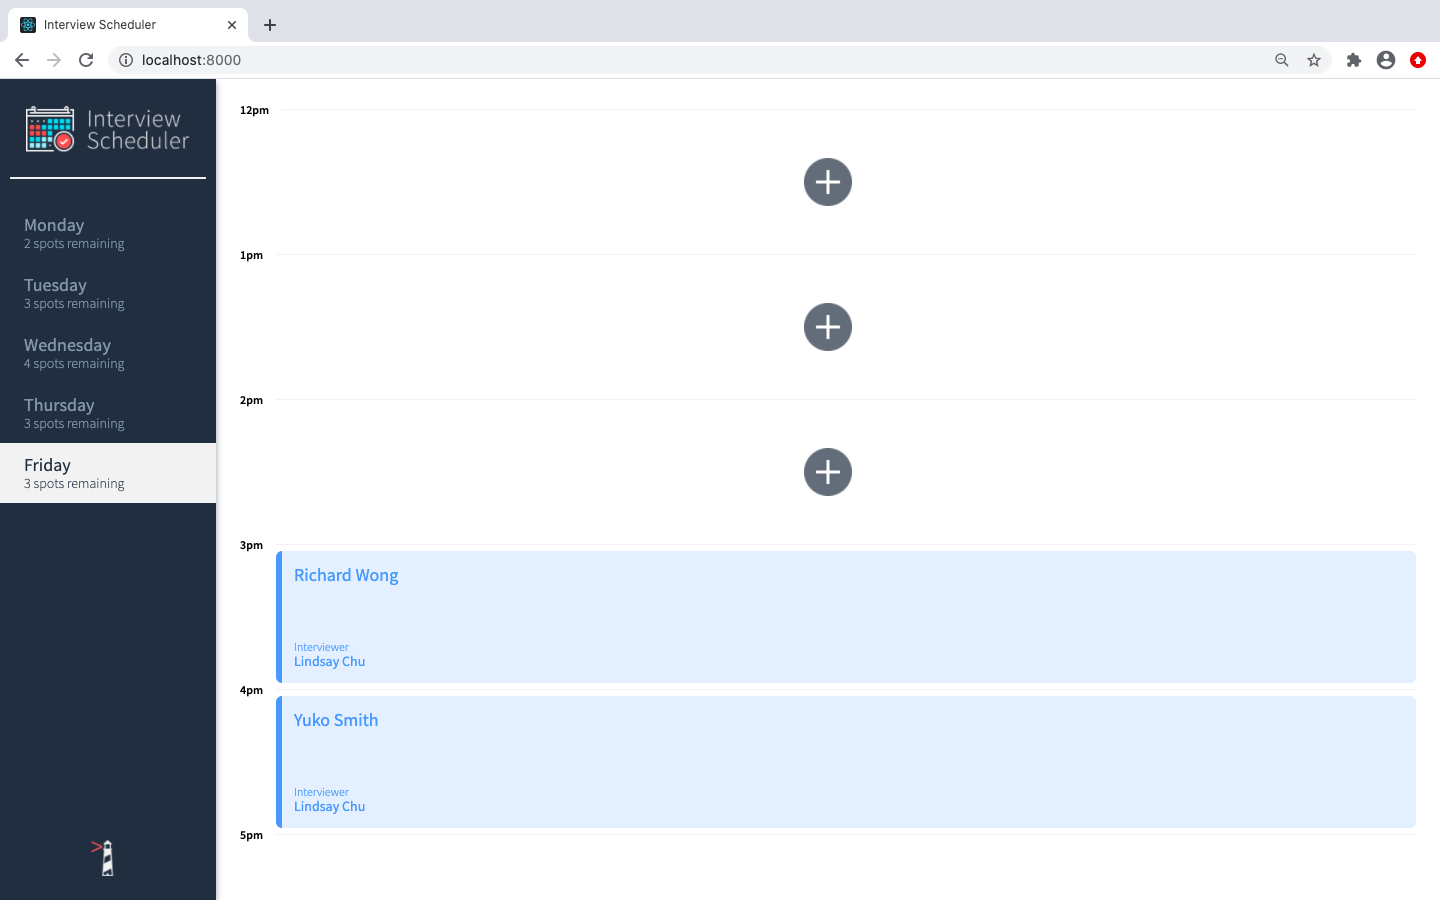 Interview Scheduler
localhost:8000
Interview
Scheduler
Monday
2 spots remaining
Tuesday
3 spots remaining
Wednesday
4 spots remaining
Thursday
3 spots remaining
Friday
3 spots remaining
12pm
1pm
2pm
3pm
Richard Wong
Interviewer
Lindsay Chu
4pm
Yuko Smith
Interviewer
Lindsay Chu
5pm